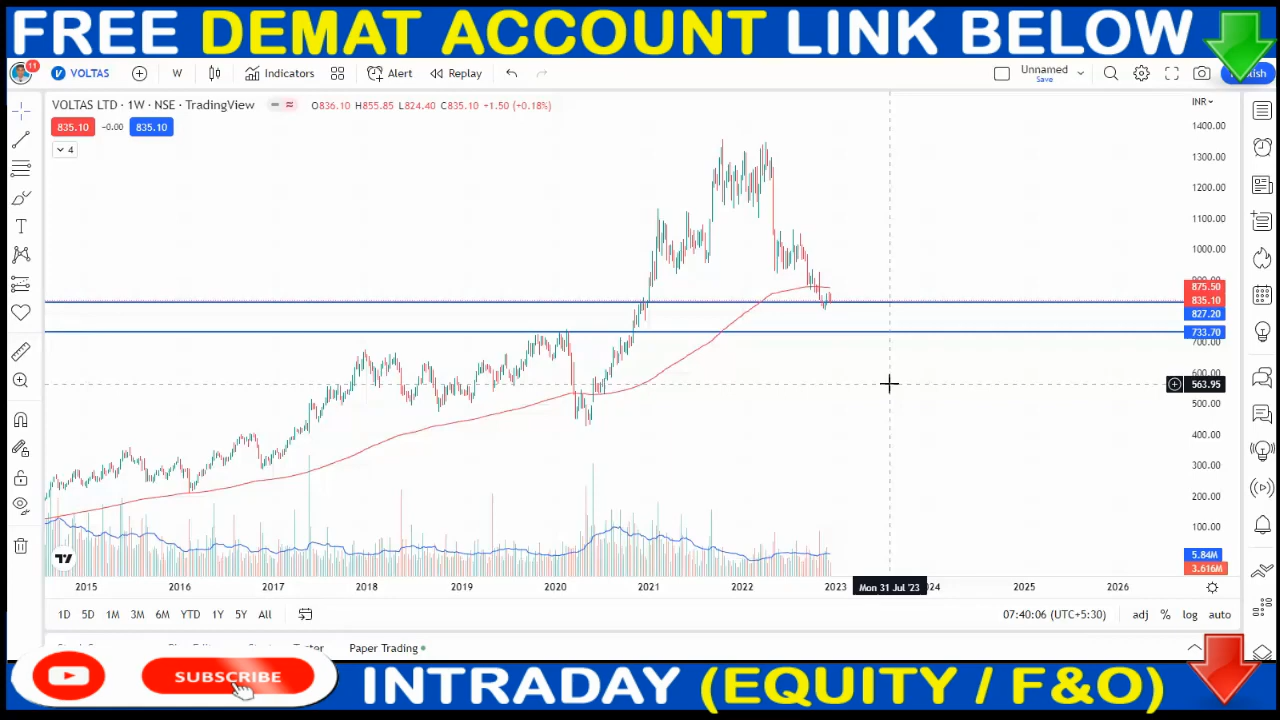 FREE DEMAT ACCOUNT LINK BELOW
11
VOLTAS
W
Indicators
Alert
Replay
Unnamed
Save
VOLTAS LTD · 1W · NSE · TradingView
O836.10 H855.85 L824.40 C835.10 +1.50 (+0.18%)
INR
835.10
-0.00
835.10
4
1400.00
1300.00
1200.00
1100.00
1000.00
875.50
835.10
827.20
733.70
700.00
600.00
563.95
500.00
400.00
300.00
200.00
100.00
5.84M
3.616M
2015
2016
2017
2018
2019
2020
2021
2022
2023
Mon 31 Jul '23
2025
2026
1D
5D
1M
3M
6M
YTD
1Y
5Y
All
07:40:06 (UTC+5:30)
adj
%
log
auto
Paper Trading
SUBSCRIBE
INTRADAY (EQUITY / F&O)